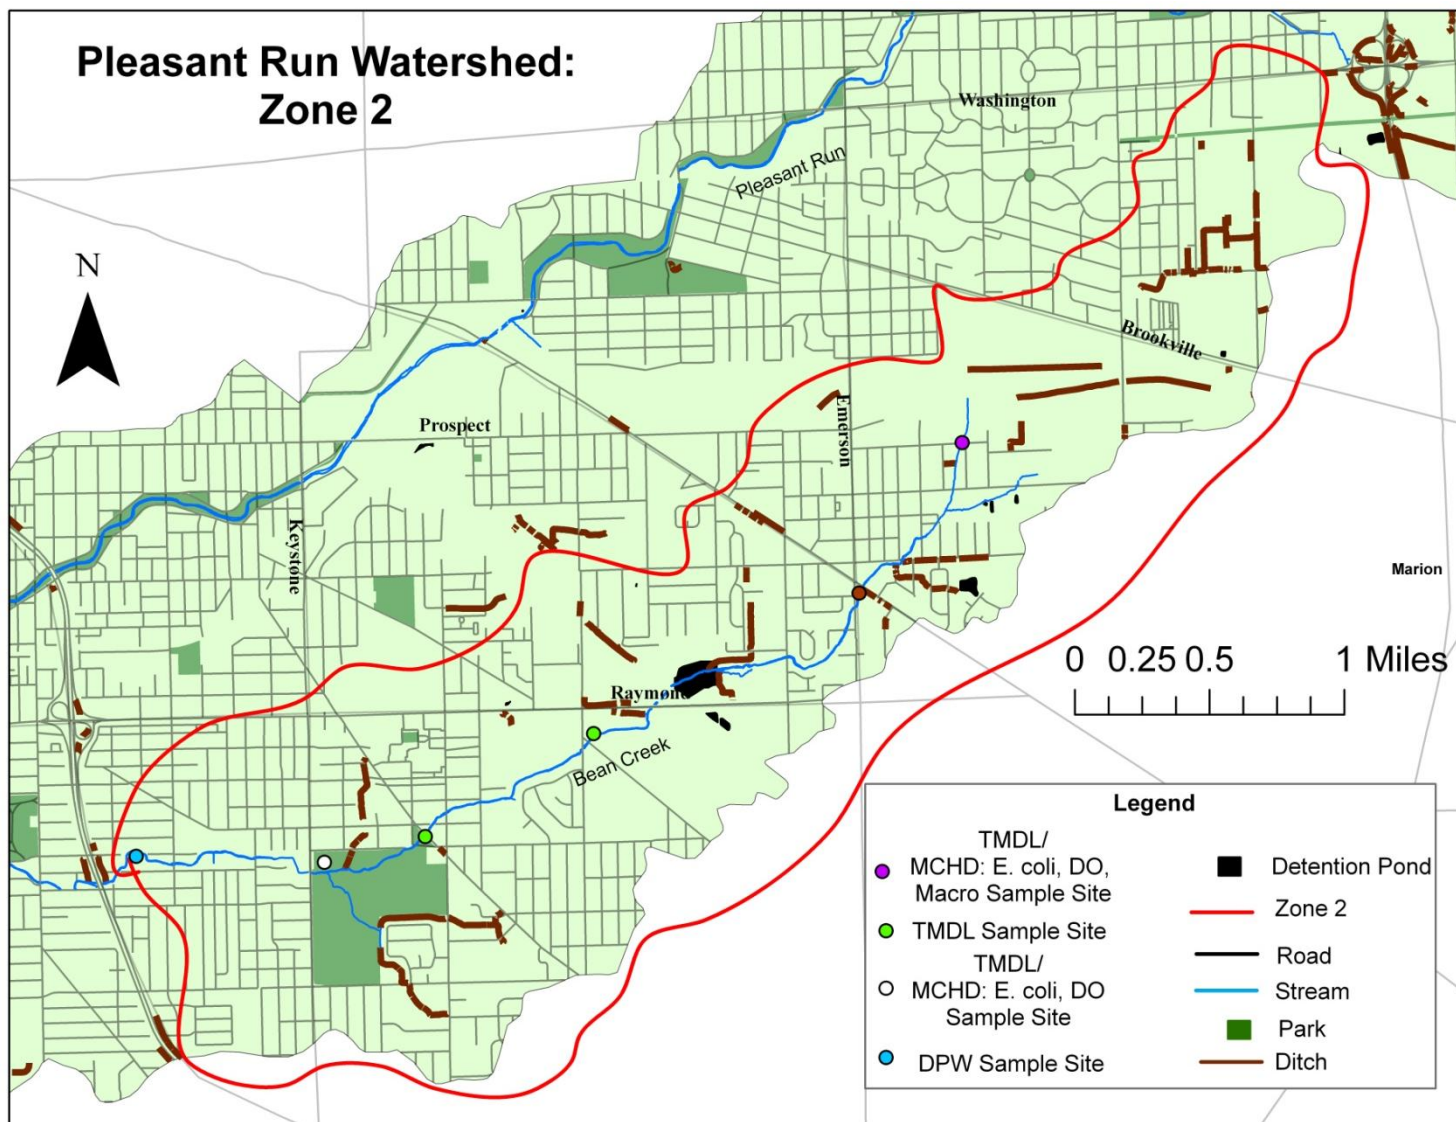 Pleasant Run Watershed:
Zone 2
Washington
Pleasant Run
N
Brookville
Prospect
Emerson
Keystone
Marion
0 0.25 0.5 1 Miles
Raymond
Bean Creek
Legend
TMDL/
MCHD: E. coli, DO,
Macro Sample Site
TMDL Sample Site
TMDL/
MCHD: E. coli, DO
Sample Site
DPW Sample Site
Detention Pond
Zone 2
Road
Stream
Park
Ditch